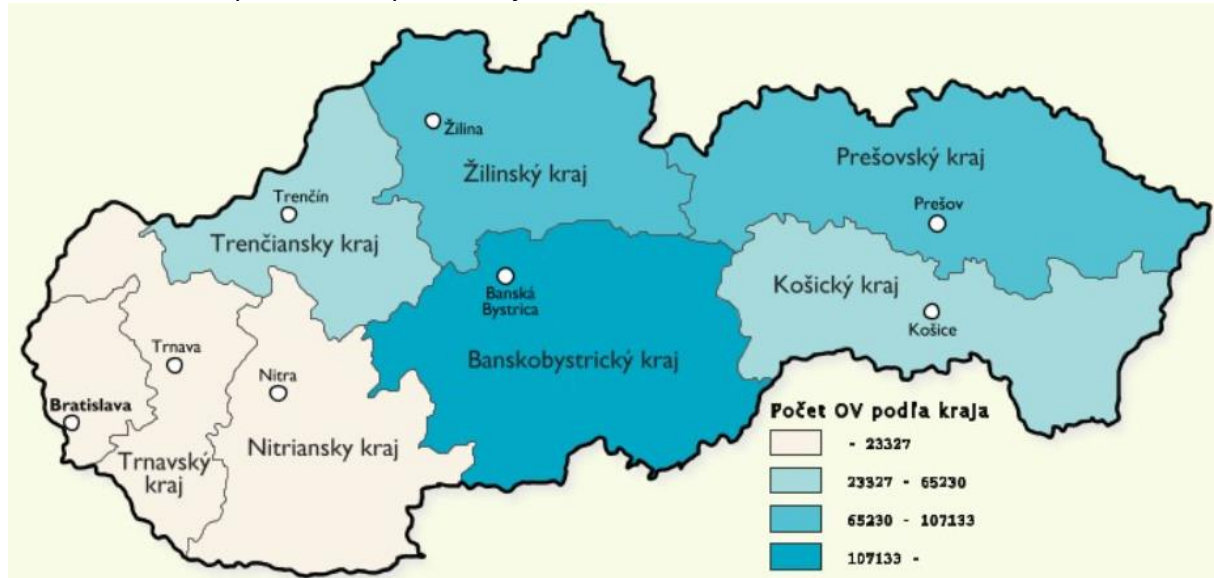 Žilina
Žilinský kraj
Prešovský kraj
Prešov
Trenčín
Trenčiansky kraj
Banská
Bystrica
Košický kraj
Košice
Trnava
Banskobystrický kraj
Nitra
Bratislava
Nitriansky kraj
Trnavský
kraj
Počet OV podľa kraja
- 23327
23327 - 65230
65230 - 107133
107133 -